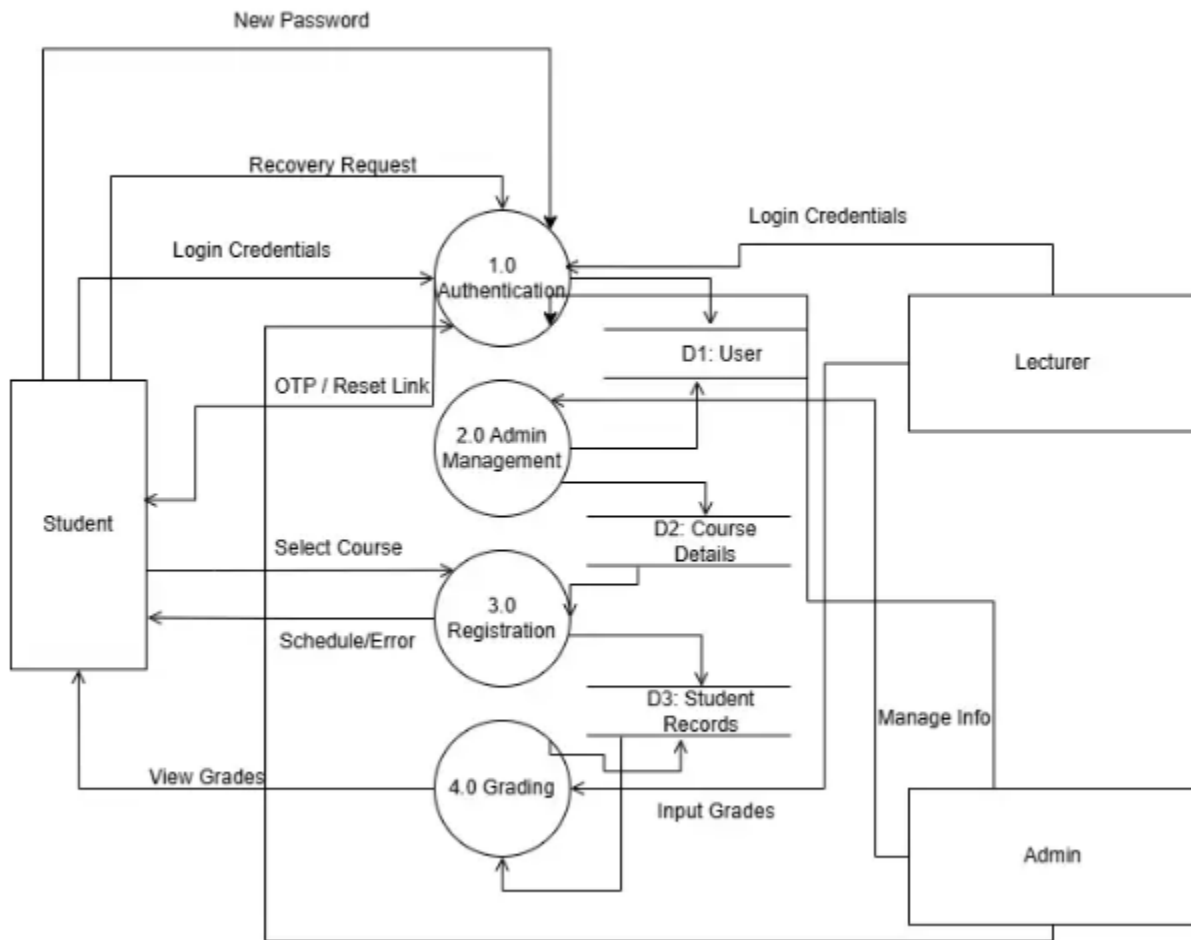 New Password
Recovery Request
Login Credentials
Login Credentials
1.0
Authentication
D1: User
Lecturer
OTP / Reset Link
2.0 Admin
Management
Student
D2: Course
Details
Select Course
3.0
Registration
Schedule/Error
D3: Student
Records
Manage Info
View Grades
4.0 Grading
Input Grades
Admin